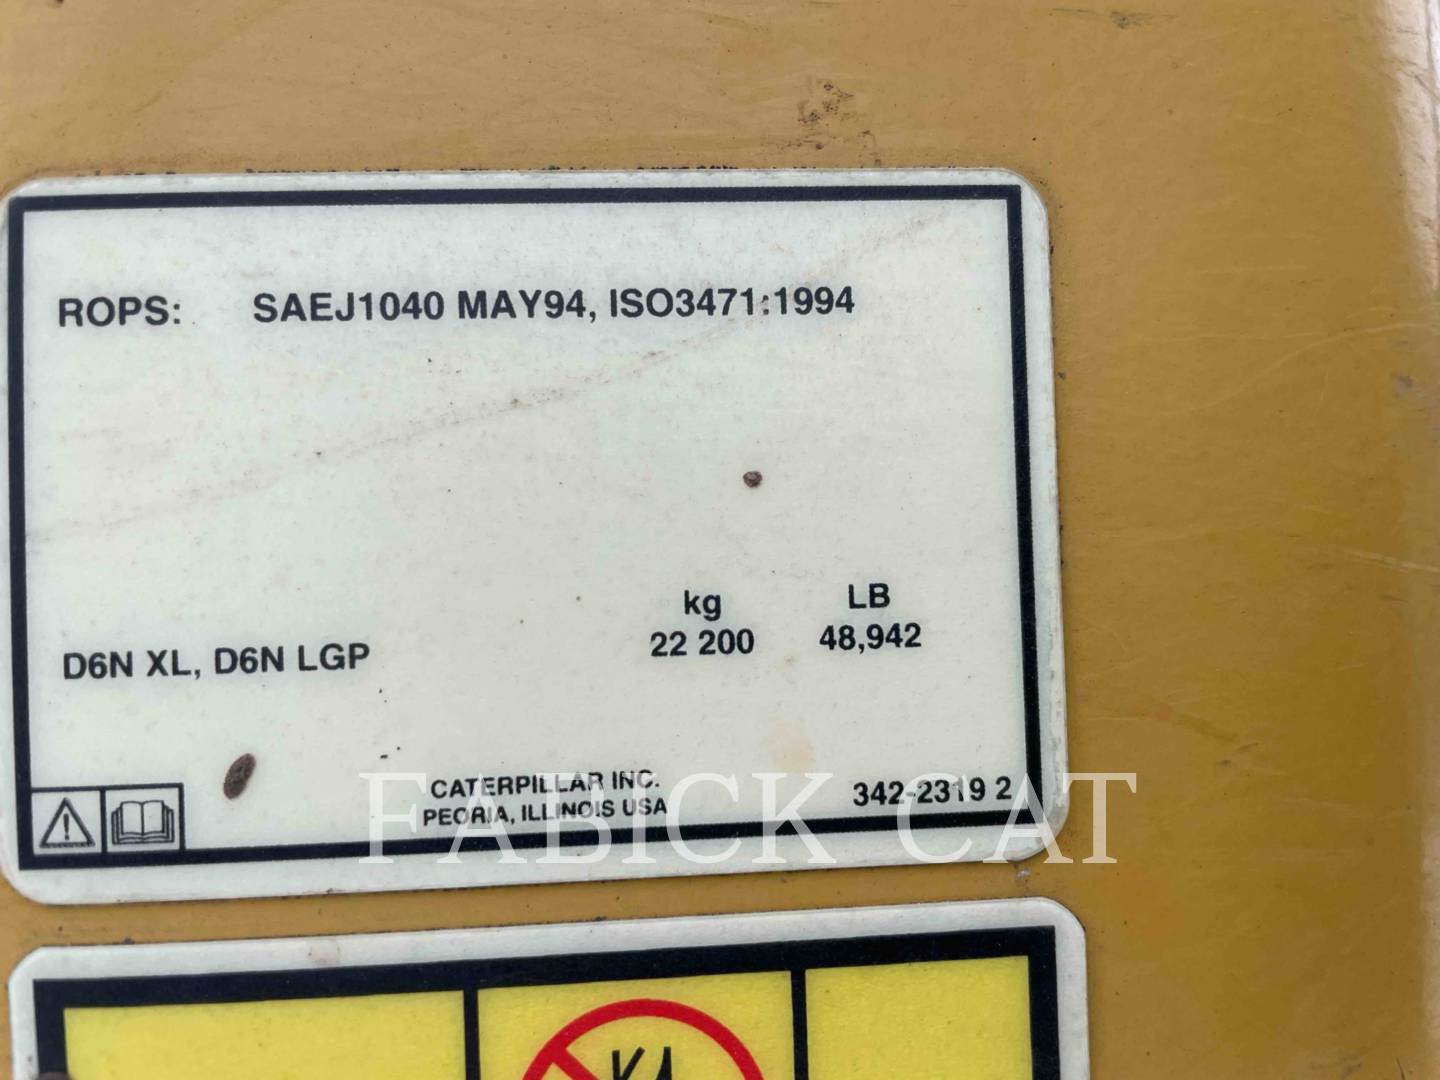 ROPS: SAEJ1040 MAY94, ISO3471:1994
kg LB
D6N XL, D6N LGP 22 200 48,942
CATERPILLAR INC.
PEORIA, ILLINOIS USA
342-2319 2
FABICK CAT